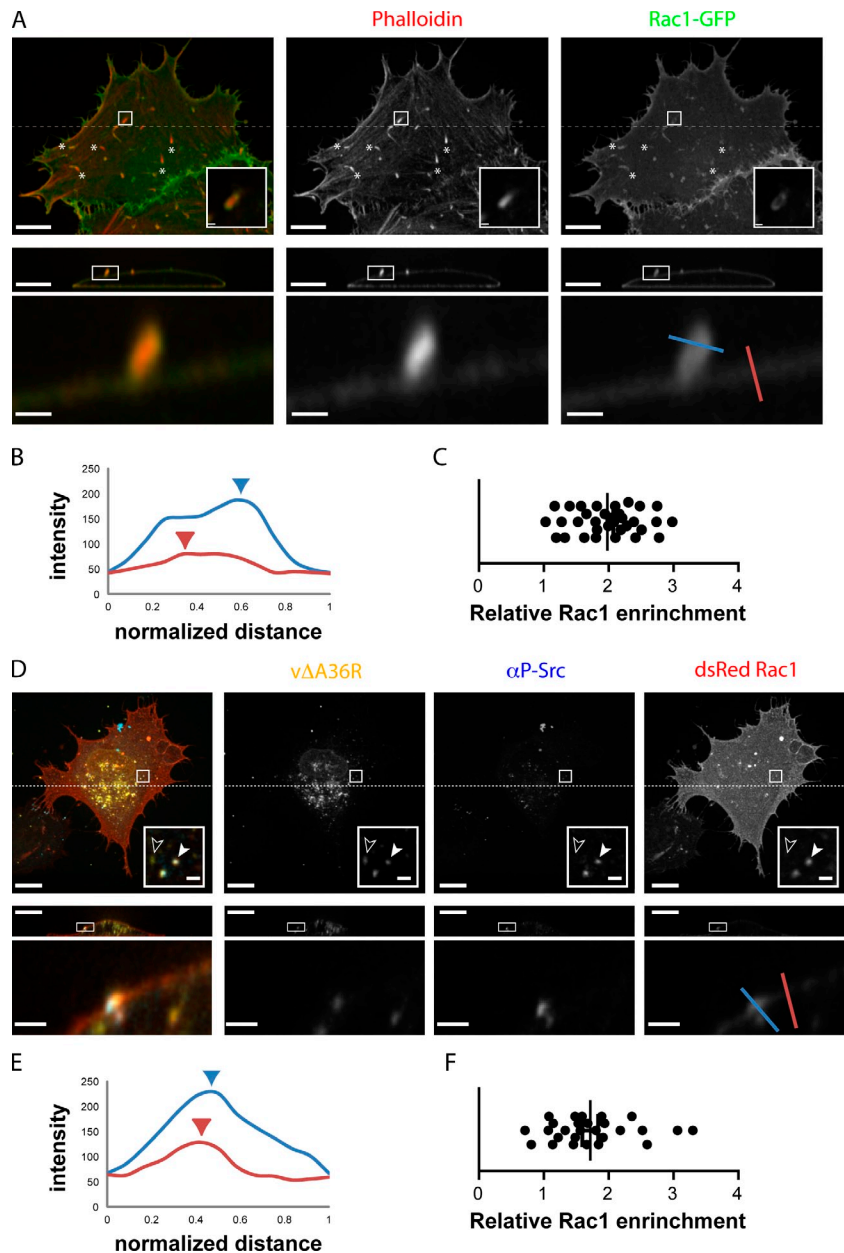 A
Phalloidin
Rac1-GFP
* * * * *
* * * * *
* * * * *
B
intensity
250
200
150
100
50
0
0 0.2 0.4 0.6 0.8 1
normalized distance
C
0 1 2 3 4
Relative Rac1 enrinchment
D
vΔA36R
αP-Src
dsRed Rac1
E
intensity
250
200
150
100
50
0
0 0.2 0.4 0.6 0.8 1
normalized distance
F
0 1 2 3 4
Relative Rac1 enrinchment